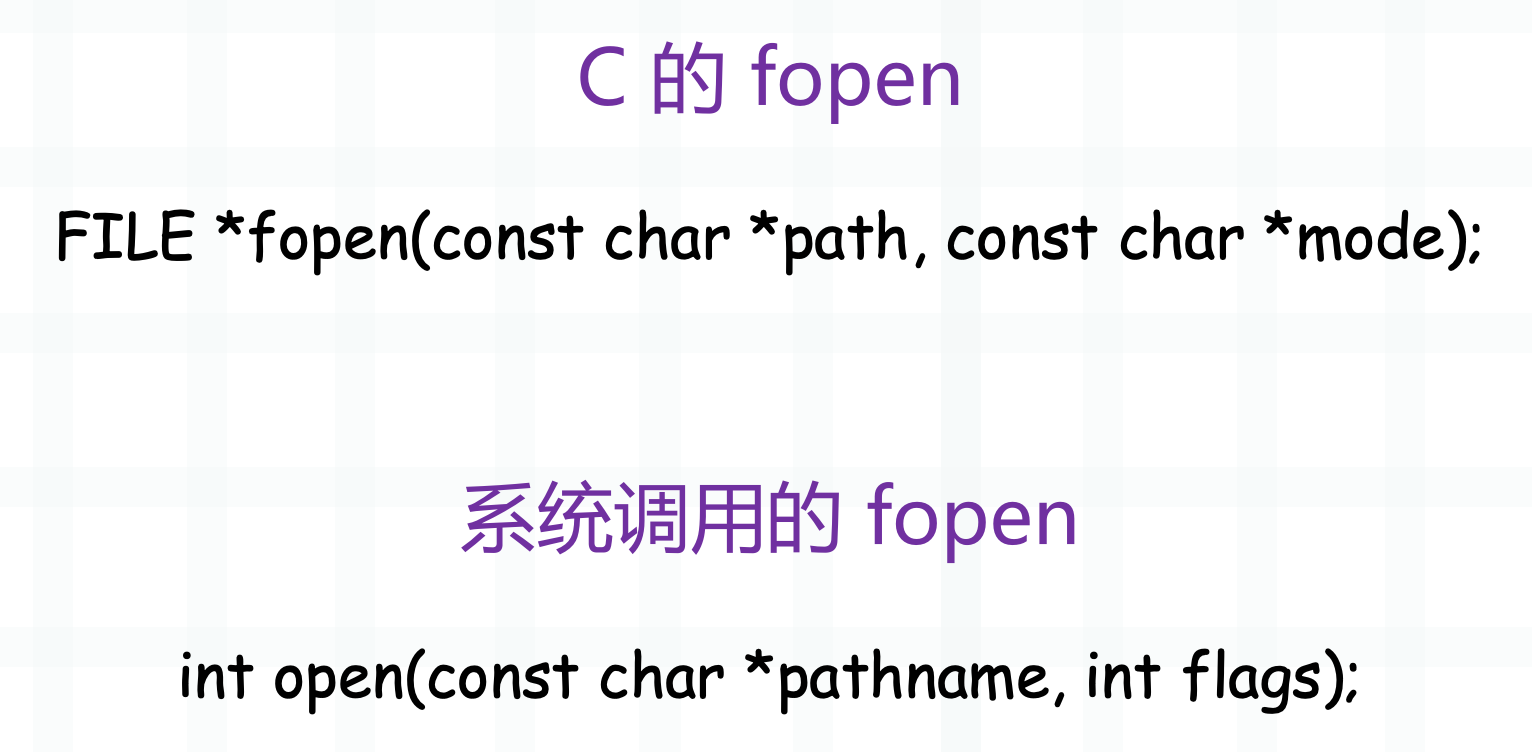 C 的 fopen
FILE *fopen(const char *path, const char *mode);
系统调用的 fopen
int open(const char *pathname, int flags);